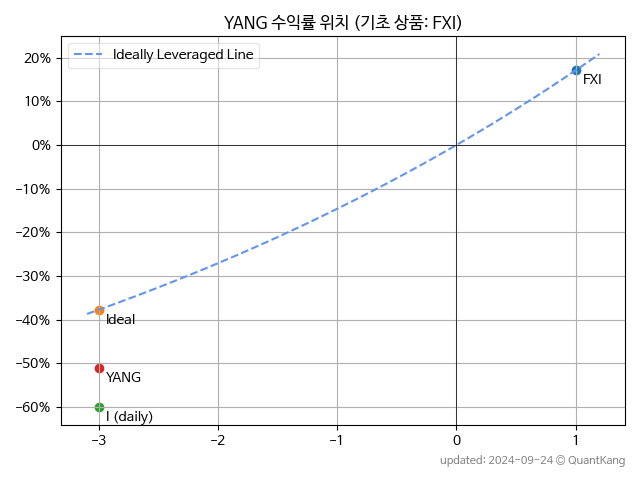 YANG 수익률 위치 (기초 상품: FXI)
Ideally Leveraged Line
20%
10%
0%
−10%
−20%
−30%
−40%
−50%
−60%
FXI
Ideal
YANG
I (daily)
−3
−2
−1
0
1
updated: 2024-09-24 © QuantKang